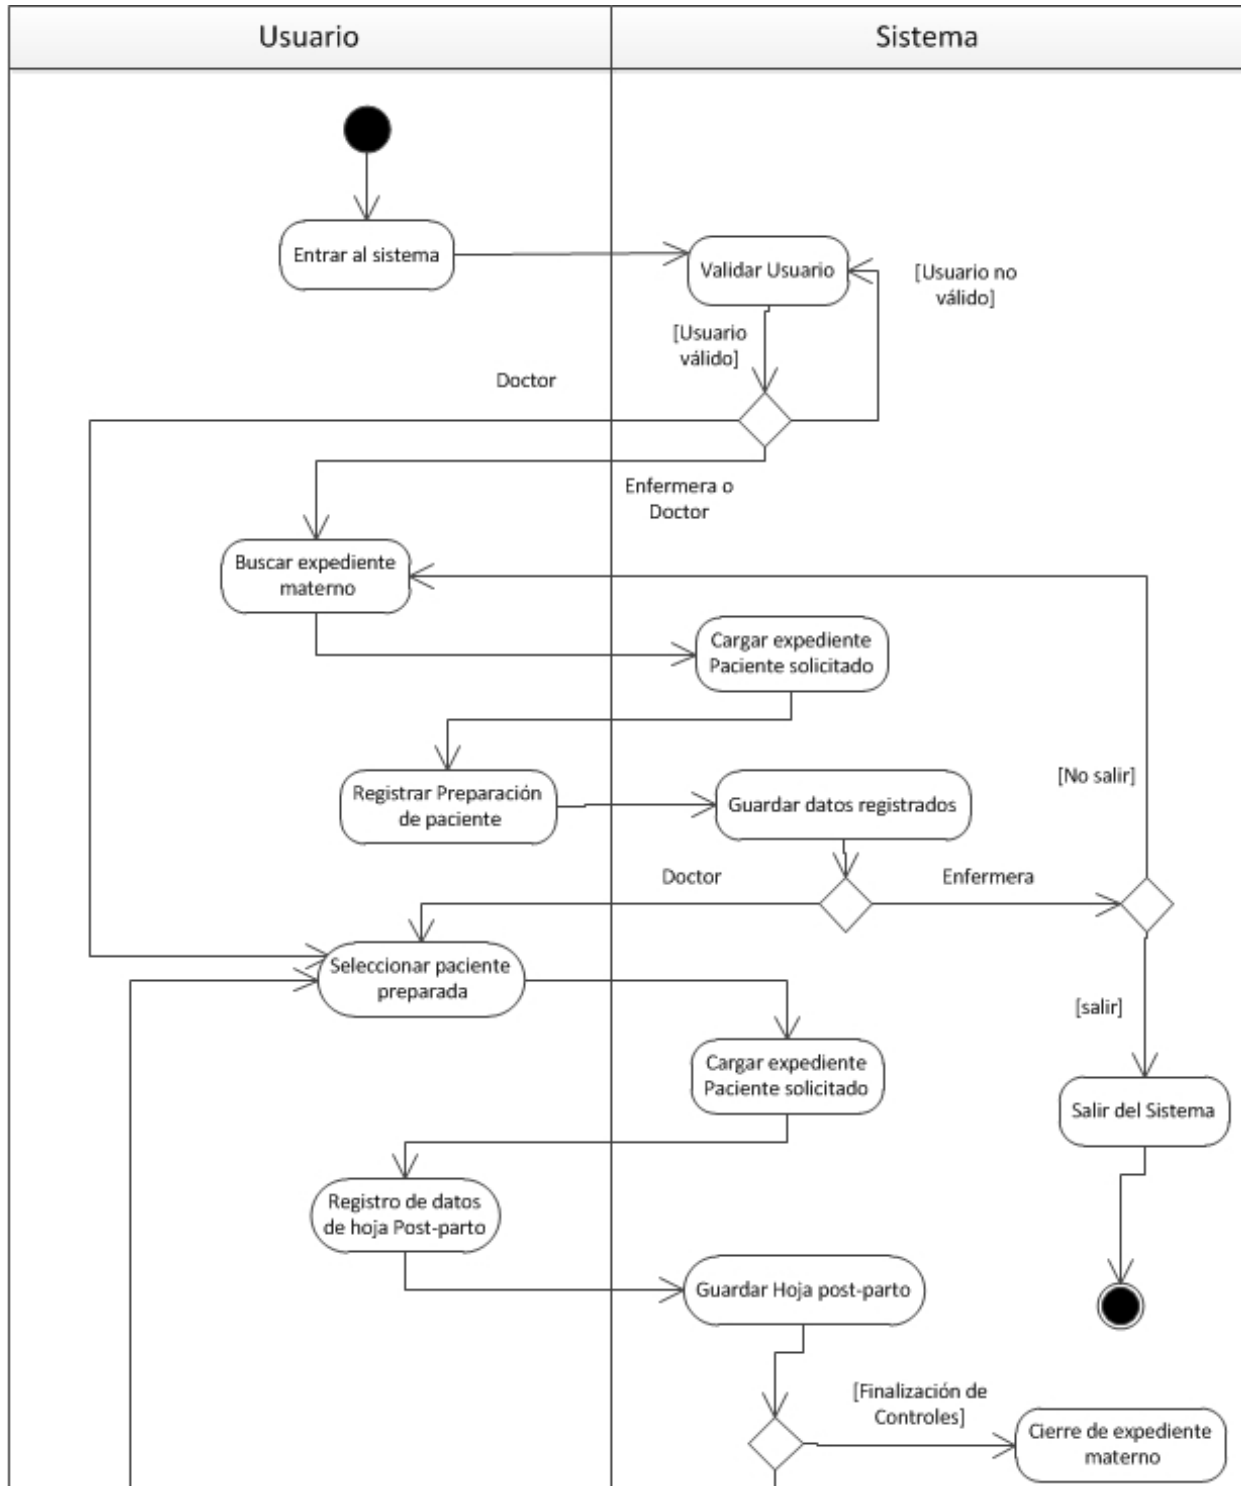 Usuario
Sistema
Entrar al sistema
Validar Usuario
[Usuario no
válido]
[Usuario
válido]
Doctor
Enfermera o
Doctor
Buscar expediente
materno
Cargar expediente
Paciente solicitado
[No salir]
Registrar Preparación
de paciente
Guardar datos registrados
Doctor
Enfermera
Seleccionar paciente
preparada
[salir]
Cargar expediente
Paciente solicitado
Salir del Sistema
Registro de datos
de hoja Post-parto
Guardar Hoja post-parto
[Finalización de
Controles]
Cierre de expediente
materno